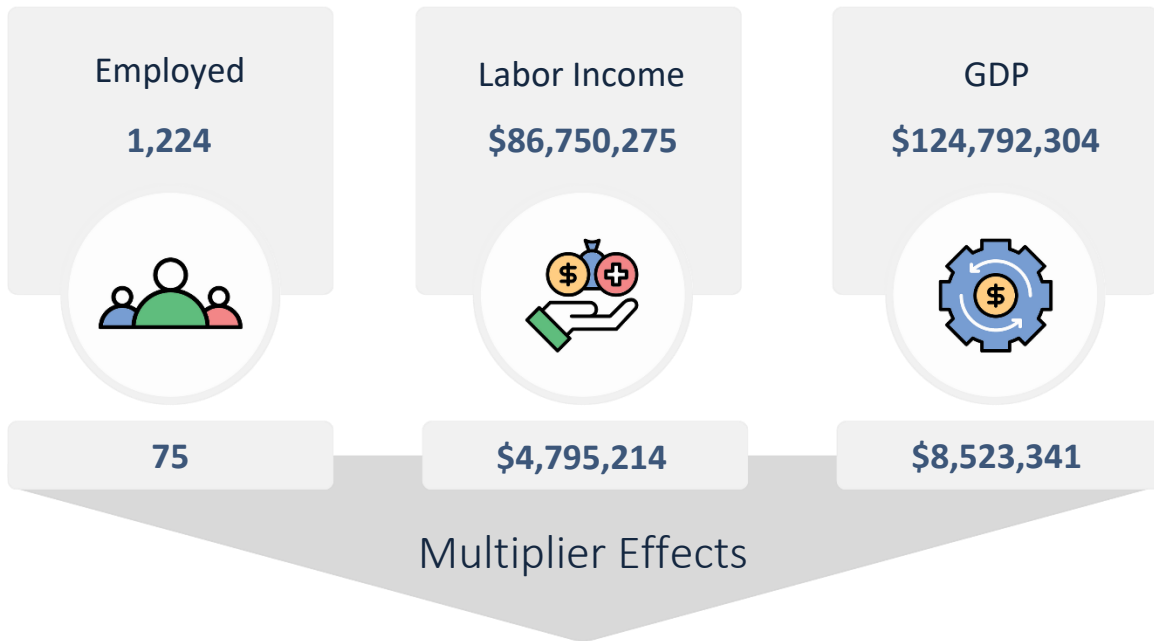 Employed
1,224
Labor Income
$86,750,275
GDP
$124,792,304
$
$
75
$4,795,214
$8,523,341
Multiplier Effects